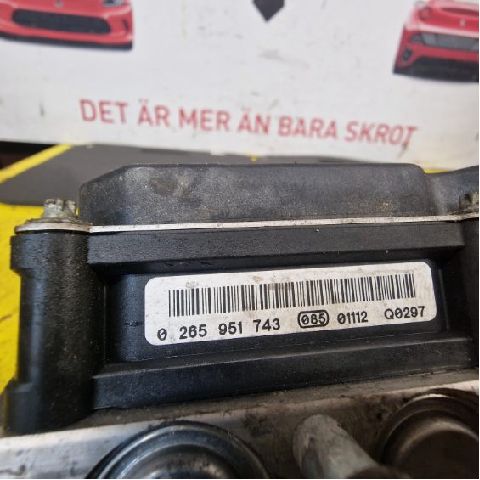 DET ÄR MER ÄN BARA SKROT
0 265 951 743 085 01112 Q0297